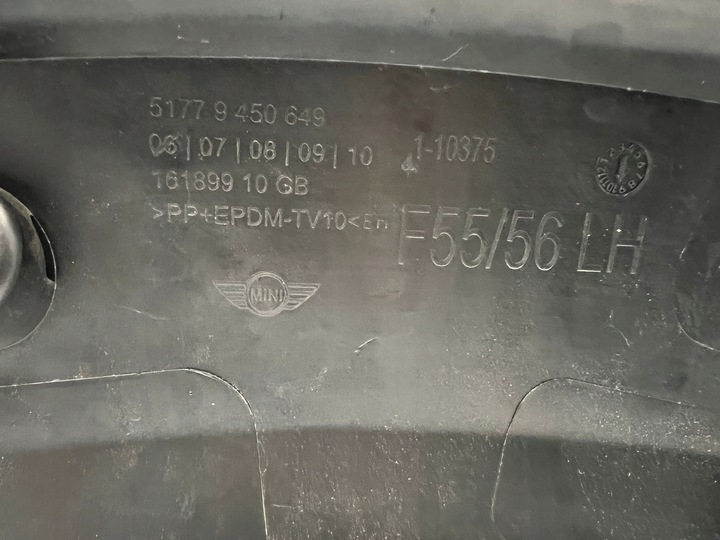 5177 9 450 649
06|07|08|09|10
1-10375
161899 10 GB
>PP+EPDM-TV10<
F55/56 LH
MINI